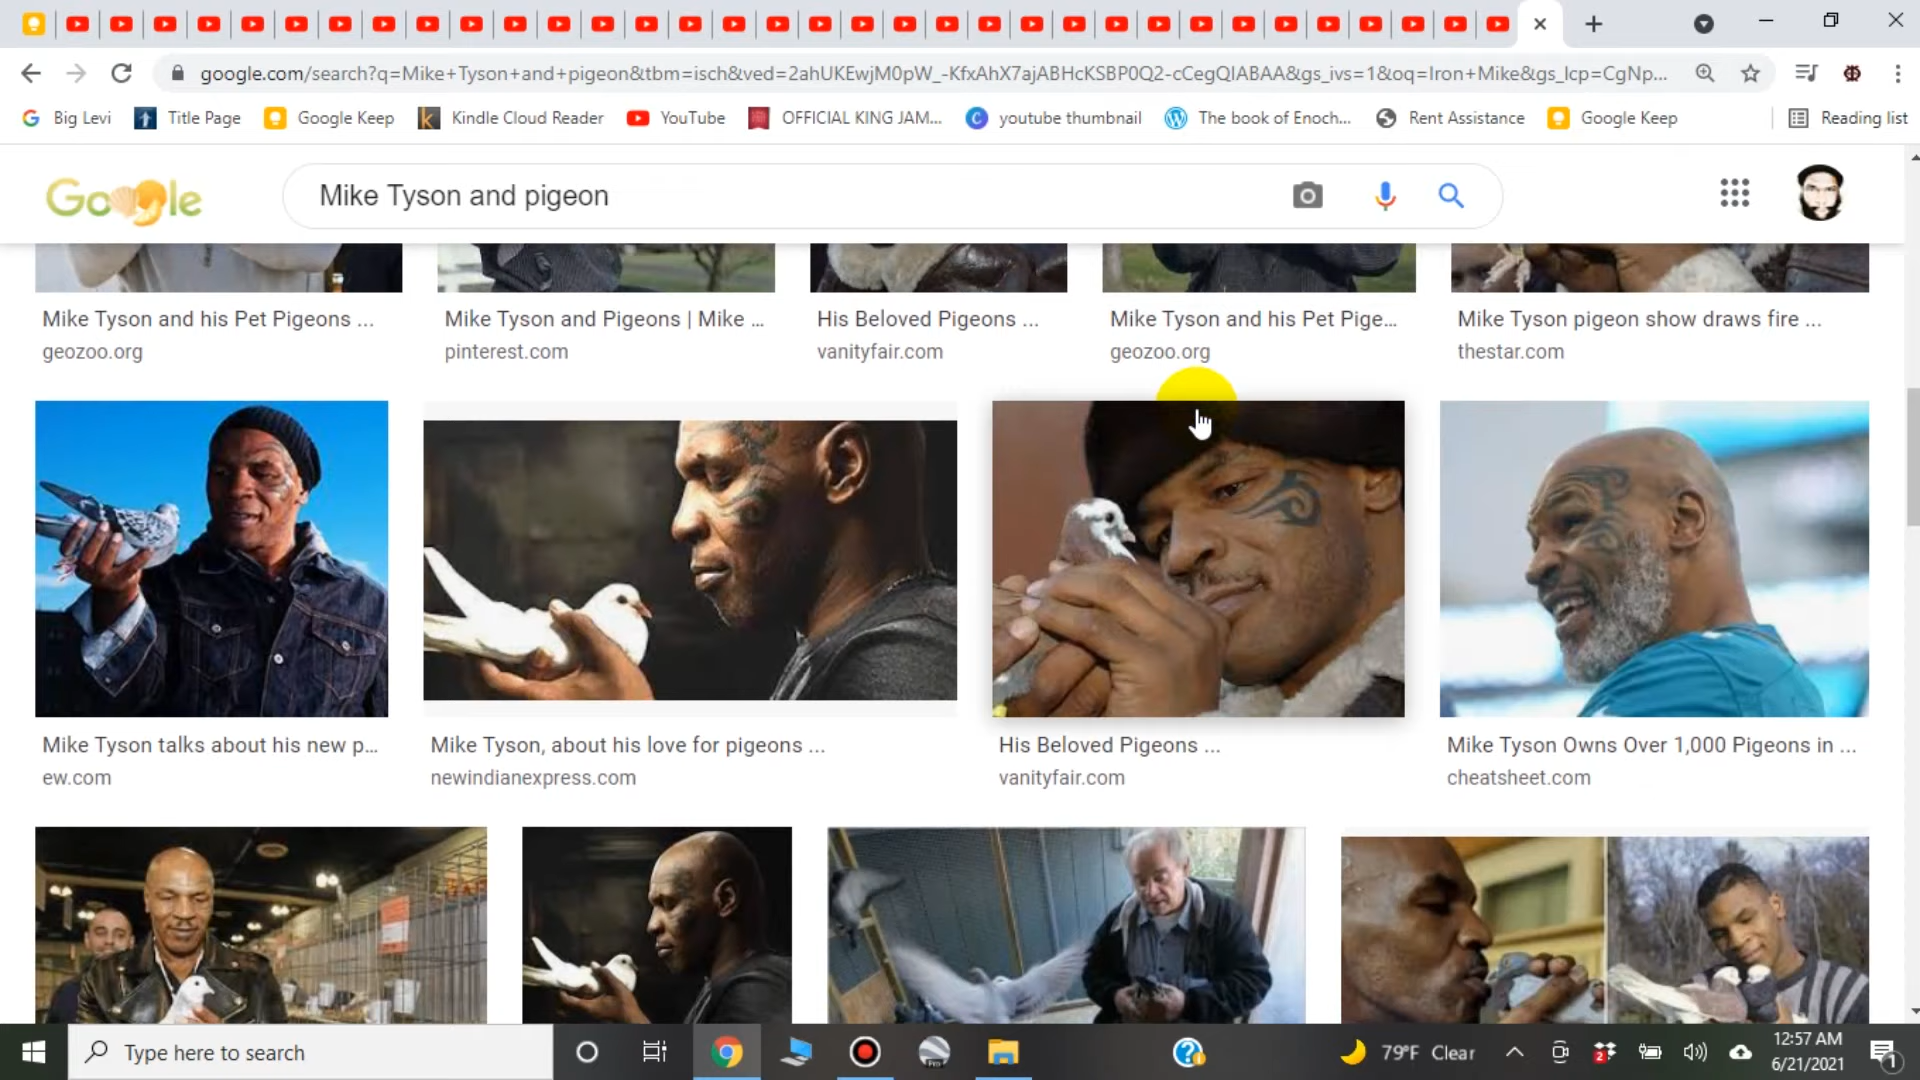 google.com/search?q=Mike+Tyson+and+pigeon&tbm=isch&ved=2ahUKEwjM0pW_-KfxAhX7ajABHcKSBP0Q2-cCegQIABAA&gs_ivs=1&oq=Iron+Mike&gs_lcp=CgNp...
Big Levi Title Page Google Keep Kindle Cloud Reader YouTube OFFICIAL KING JAM... youtube thumbnail The book of Enoch... Rent Assistance Google Keep Reading list
Google Mike Tyson and pigeon
Mike Tyson and his Pet Pigeons ... Mike Tyson and Pigeons | Mike ... His Beloved Pigeons ... Mike Tyson and his Pet Pige... Mike Tyson pigeon show draws fire ...
geozoo.org pinterest.com vanityfair.com geozoo.org thestar.com
Mike Tyson talks about his new p... Mike Tyson, about his love for pigeons ... His Beloved Pigeons ... Mike Tyson Owns Over 1,000 Pigeons in ...
ew.com newindianexpress.com vanityfair.com cheatsheet.com
Type here to search 79°F Clear 12:57 AM
6/21/2021